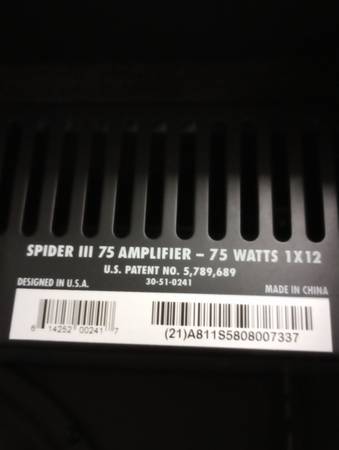 SPIDER III 75 AMPLIFIER – 75 WATTS 1X12
U.S. PATENT NO. 5,789,689
DESIGNED IN U.S.A. 30-51-0241 MADE IN CHINA
6 14252 00241 7
(21)A811S5808007337